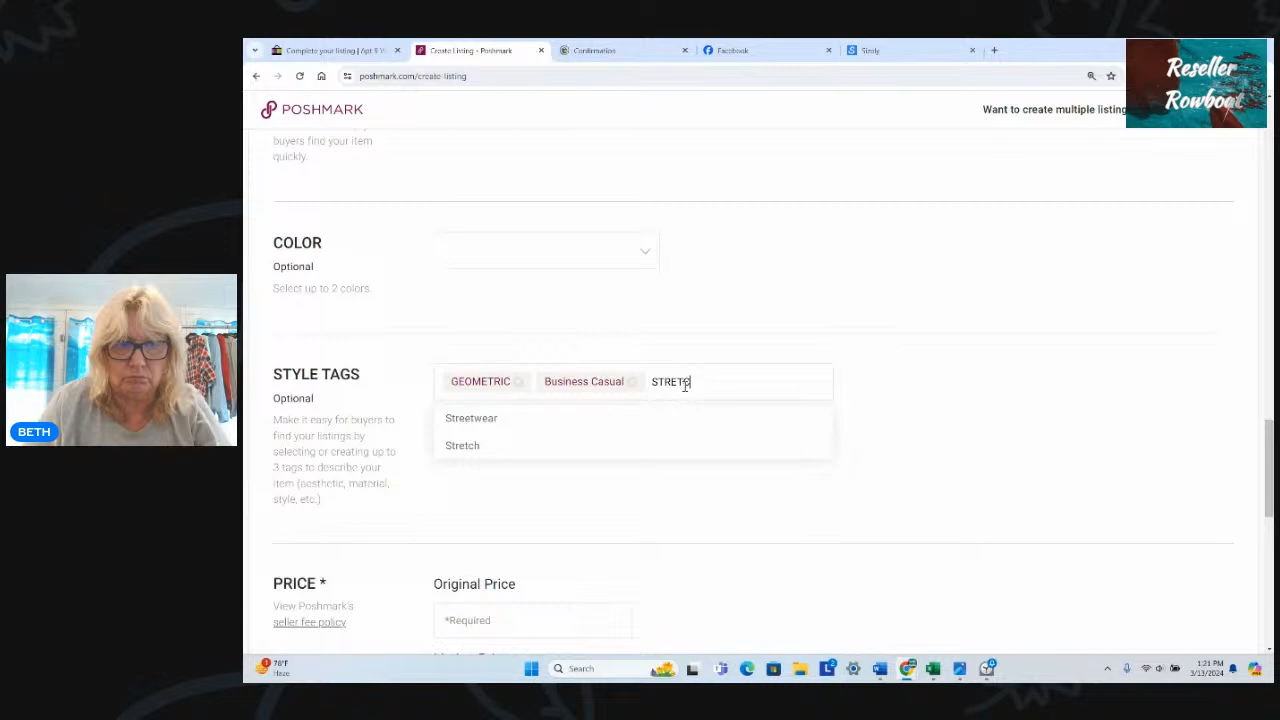 Complete your listing | Apt 9 W
Create Listing - Poshmark
Confirmation
Facebook
Sizely
poshmark.com/create-listing
Reseller
Rowboat
POSHMARK
Want to create multiple listing
buyers find your item
quickly.
COLOR
Optional
Select up to 2 colors.
STYLE TAGS
Optional
Make it easy for buyers to
find your listings by
selecting or creating up to
3 tags to describe your
item (aesthetic, material,
style, etc.)
GEOMETRIC
Business Casual
STRETC
Streetwear
Stretch
BETH
PRICE *
View Poshmark's
seller fee policy
Original Price
*Required
78°F
Haze
Search
1:21 PM
3/13/2024